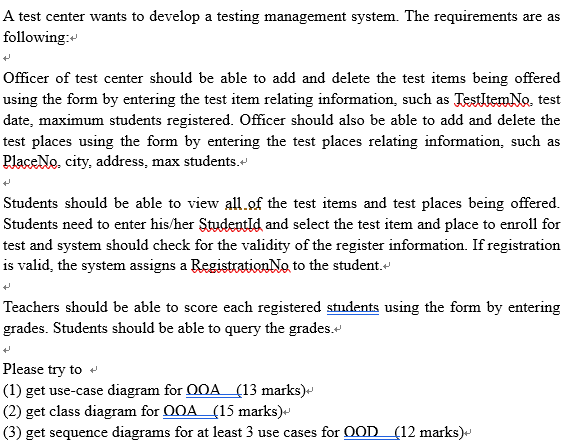 A test center wants to develop a testing management system. The requirements are as
following:↵
↵
Officer of test center should be able to add and delete the test items being offered
using the form by entering the test item relating information, such as TestItemNo, test
date, maximum students registered. Officer should also be able to add and delete the
test places using the form by entering the test places relating information, such as
PlaceNo, city, address, max students.↵
↵
Students should be able to view all of the test items and test places being offered.
Students need to enter his/her StudentId and select the test item and place to enroll for
test and system should check for the validity of the register information. If registration
is valid, the system assigns a RegistrationNo to the student.↵
↵
Teachers should be able to score each registered students using the form by entering
grades. Students should be able to query the grades.↵
↵
Please try to ↵
(1) get use-case diagram for OOA (13 marks)↵
(2) get class diagram for OOA (15 marks)↵
(3) get sequence diagrams for at least 3 use cases for OOD (12 marks)↵